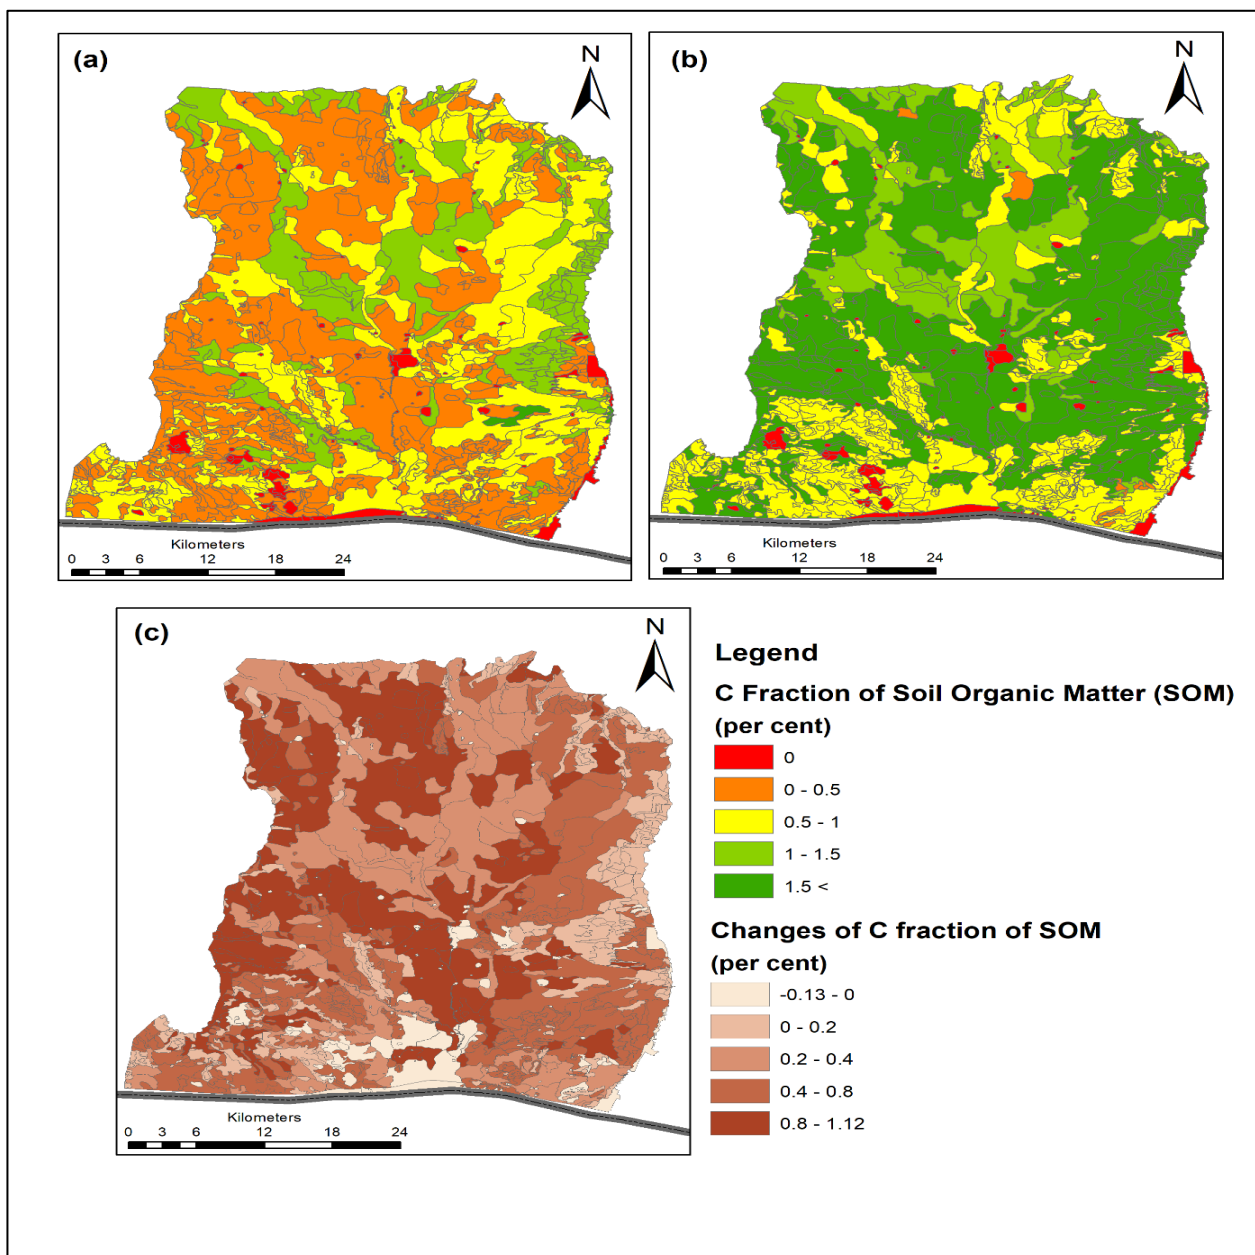 (a)
N
Kilometers
0 3 6 12 18 24
(b)
N
Kilometers
0 3 6 12 18 24
(c)
N
Kilometers
0 3 6 12 18 24
Legend
C Fraction of Soil Organic Matter (SOM)
(per cent)
0
0 - 0.5
0.5 - 1
1 - 1.5
1.5 <
Changes of C fraction of SOM
(per cent)
-0.13 - 0
0 - 0.2
0.2 - 0.4
0.4 - 0.8
0.8 - 1.12